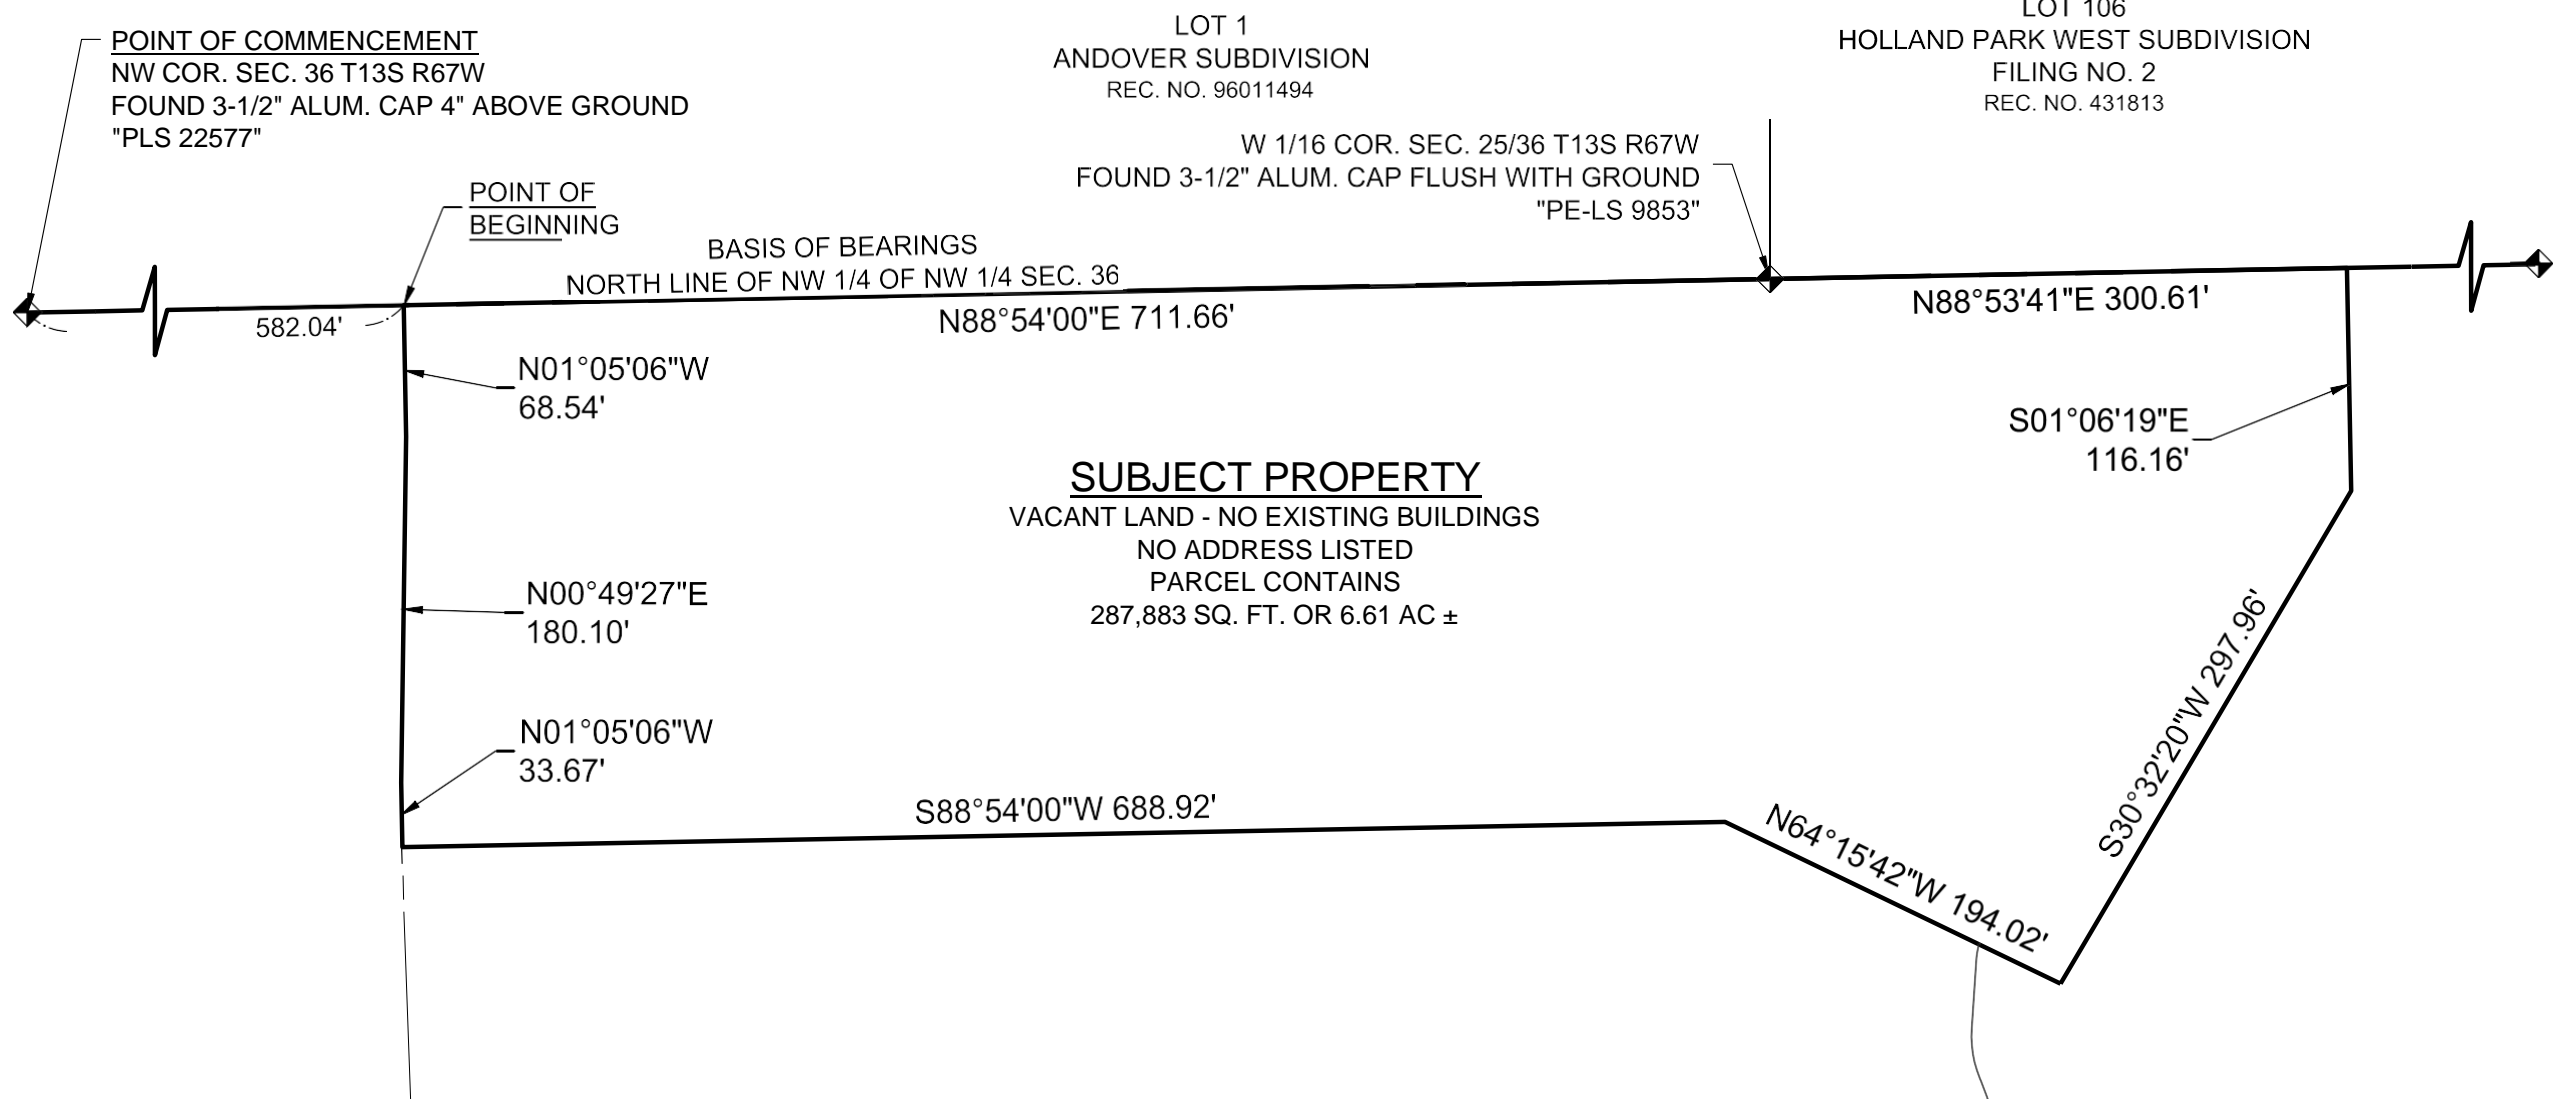 POINT OF COMMENCEMENT
NW COR. SEC. 36 T13S R67W
FOUND 3-1/2" ALUM. CAP 4" ABOVE GROUND
"PLS 22577"
LOT 1
ANDOVER SUBDIVISION
REC. NO. 96011494
LOT 106
HOLLAND PARK WEST SUBDIVISION
FILING NO. 2
REC. NO. 431813
W 1/16 COR. SEC. 25/36 T13S R67W
FOUND 3-1/2" ALUM. CAP FLUSH WITH GROUND
"PE-LS 9853"
POINT OF
BEGINNING
BASIS OF BEARINGS
NORTH LINE OF NW 1/4 OF NW 1/4 SEC. 36
582.04'
N88°54'00"E 711.66'
N88°53'41"E 300.61'
N01°05'06"W
68.54'
S01°06'19"E
116.16'
SUBJECT PROPERTY
VACANT LAND - NO EXISTING BUILDINGS
NO ADDRESS LISTED
PARCEL CONTAINS
287,883 SQ. FT. OR 6.61 AC ±
N00°49'27"E
180.10'
S30°32'20"W 297.96'
N01°05'06"W
33.67'
S88°54'00"W 688.92'
N64°15'42"W 194.02'